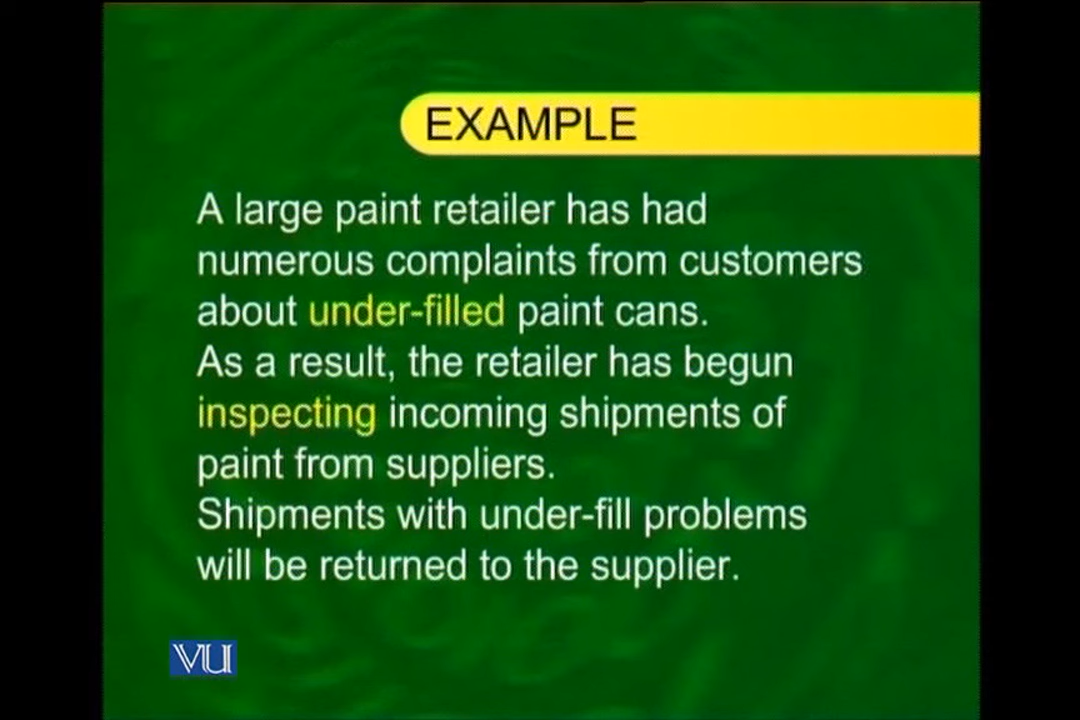 EXAMPLE
A large paint retailer has had
numerous complaints from customers
about under-filled paint cans.
As a result, the retailer has begun
inspecting incoming shipments of
paint from suppliers.
Shipments with under-fill problems
will be returned to the supplier.
VU